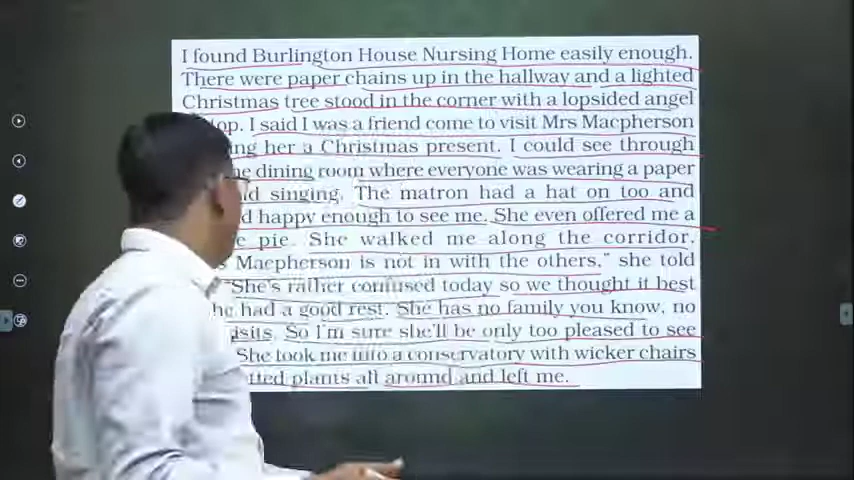 I found Burlington House Nursing Home easily enough.
There were paper chains up in the hallway and a lighted
Christmas tree stood in the corner with a lopsided angel
top. I said I was a friend come to visit Mrs Macpherson
her a Christmas present. I could see through
dining room where everyone was wearing a paper
singing. The matron had a hat on too and
happy enough to see me. She even offered me a
pie. She walked me along the corridor.
Macpherson is not in with the others,” she told
“She's rather confused today so we thought it best
had a good rest. She has no family you know, no
So I'm sure she'll be only too pleased to see
She took me into a conservatory with wicker chairs
plants all around and left me.